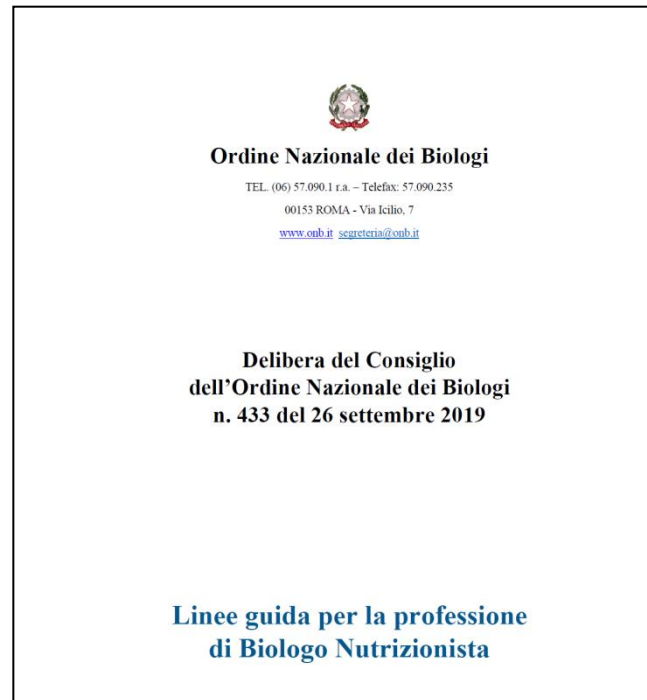 Ordine Nazionale dei Biologi
TEL. (06) 57.090.1 r.a. – Telefax: 57.090.235
00153 ROMA - Via Icilio, 7
www.onb.it segreteria@onb.it
Delibera del Consiglio
dell’Ordine Nazionale dei Biologi
n. 433 del 26 settembre 2019
Linee guida per la professione
di Biologo Nutrizionista